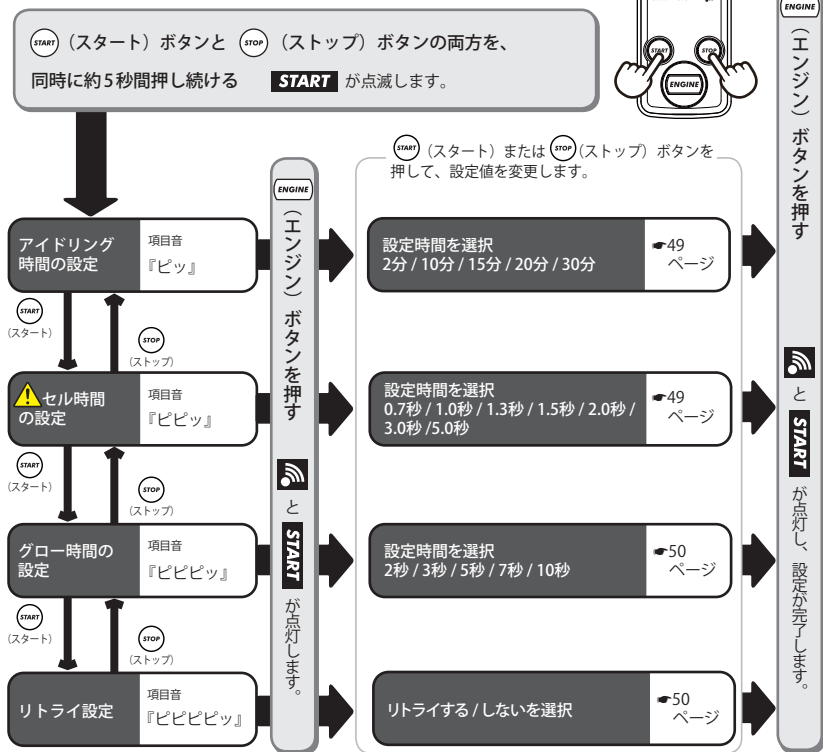 START （スタート）ボタンと STOP （ストップ）ボタンの両方を、
同時に約5秒間押し続ける START が点滅します。
START
STOP
ENGINE
ENGINE （エンジン）ボタンを押す
と START が点灯し、設定が完了します。
START （スタート）または STOP （ストップ）ボタンを
押して、設定値を変更します。
ENGINE （エンジン）ボタンを押す
と START が点灯します。
アイドリング
時間の設定
項目音
『ピッ』
設定時間を選択
2分 / 10分 / 15分 / 20分 / 30分
☛49
ページ
START
（スタート）
STOP
（ストップ）
セル時間
の設定
項目音
『ピピッ』
設定時間を選択
0.7秒 / 1.0秒 / 1.3秒 / 1.5秒 / 2.0秒 /
3.0秒 /5.0秒
☛49
ページ
START
（スタート）
STOP
（ストップ）
グロー時間の
設定
項目音
『ピピピッ』
設定時間を選択
2秒 / 3秒 / 5秒 / 7秒 / 10秒
☛50
ページ
START
（スタート）
STOP
（ストップ）
リトライ設定
項目音
『ピピピピッ』
リトライする / しないを選択
☛50
ページ